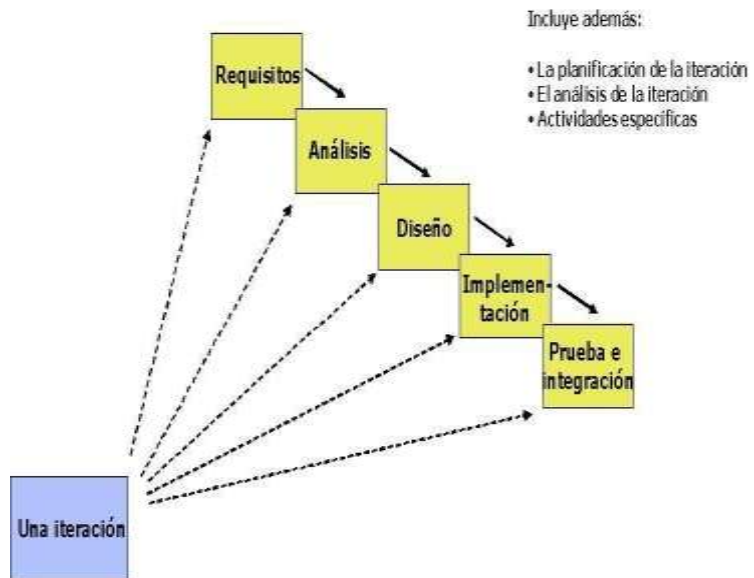 Incluye además:
• La planificación de la iteración
• El análisis de la iteración
• Actividades específicas
Requisitos
Análisis
Diseño
Implemen-
tación
Prueba e
integración
Una iteración